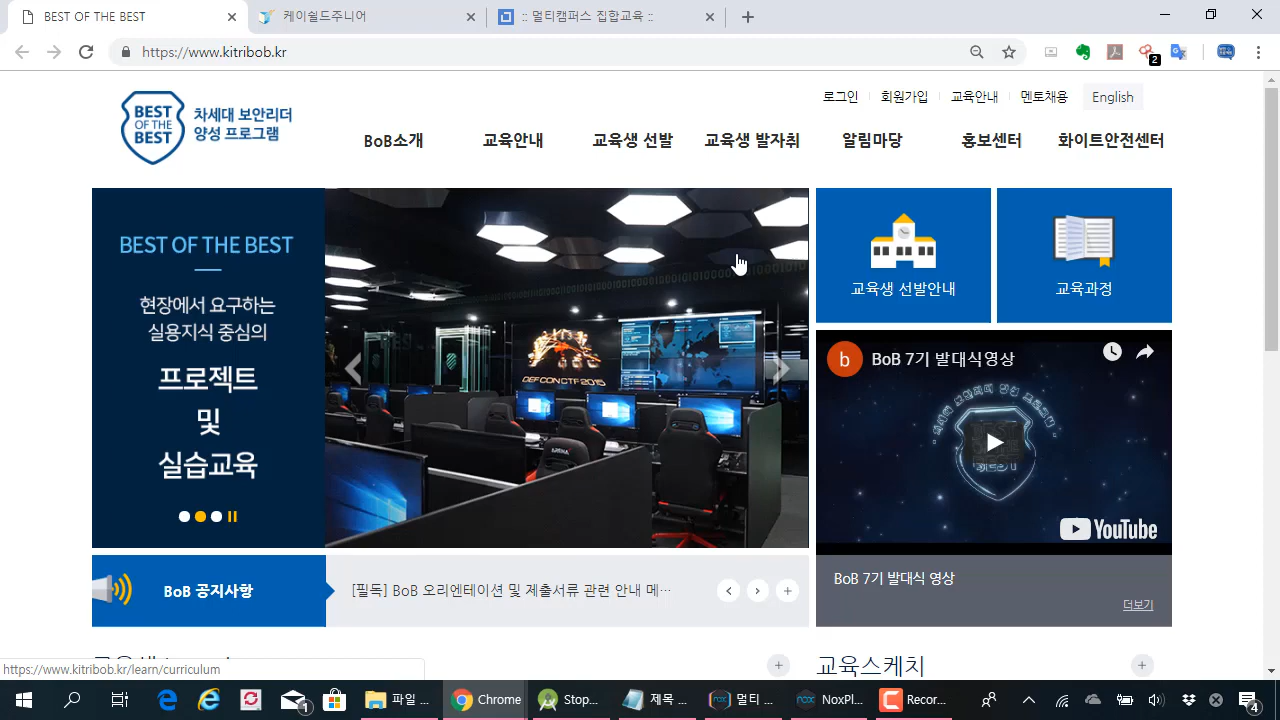 BEST OF THE BEST
케이쉴드주니어
:: 멀티캠퍼스 집합교육 ::
https://www.kitribob.kr
2
BEST OF THE BEST
차세대 보안리더
양성 프로그램
로그인
회원가입
교육안내
멘토채용
English
BoB소개
교육안내
교육생 선발
교육생 발자취
알림마당
홍보센터
화이트안전센터
BEST OF THE BEST
현장에서 요구하는
실용지식 중심의
프로젝트
및
실습교육
DEFCONCTF 2015
ARENA
교육생 선발안내
교육과정
b
BoB 7기 발대식영상
YouTube
BoB 7기 발대식 영상
더보기
BoB 공지사항
[필독] BoB 오리엔테이션 및 제출서류 관련 안내 메…
교육스케치
https://www.kitribob.kr/learn/curriculum
1
파일 ...
Chrome
Stop...
제목 ...
멀티 ...
NoxPl...
Recor...
4